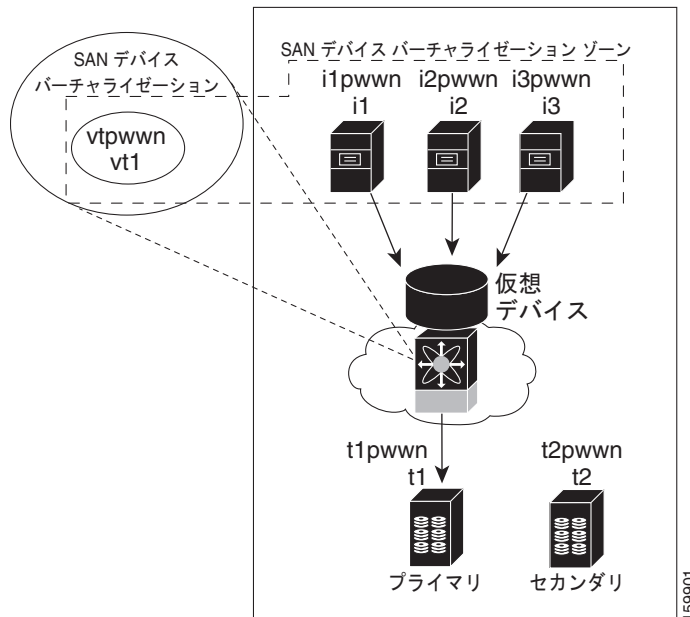 SAN デバイス
バーチャライゼーション
vtpwwn
vt1
SAN デバイス バーチャライゼーション ゾーン
i1pwwn i2pwwn i3pwwn
i1 i2 i3
仮想
デバイス
t1pwwn t2pwwn
t1 t2
プライマリ セカンダリ
159901